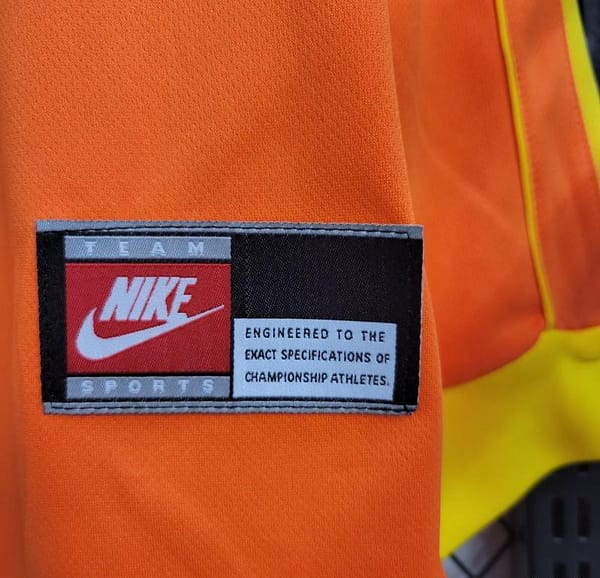 TEAM
NIKE
SPORTS
ENGINEERED TO THE
EXACT SPECIFICATIONS OF
CHAMPIONSHIP ATHLETES.